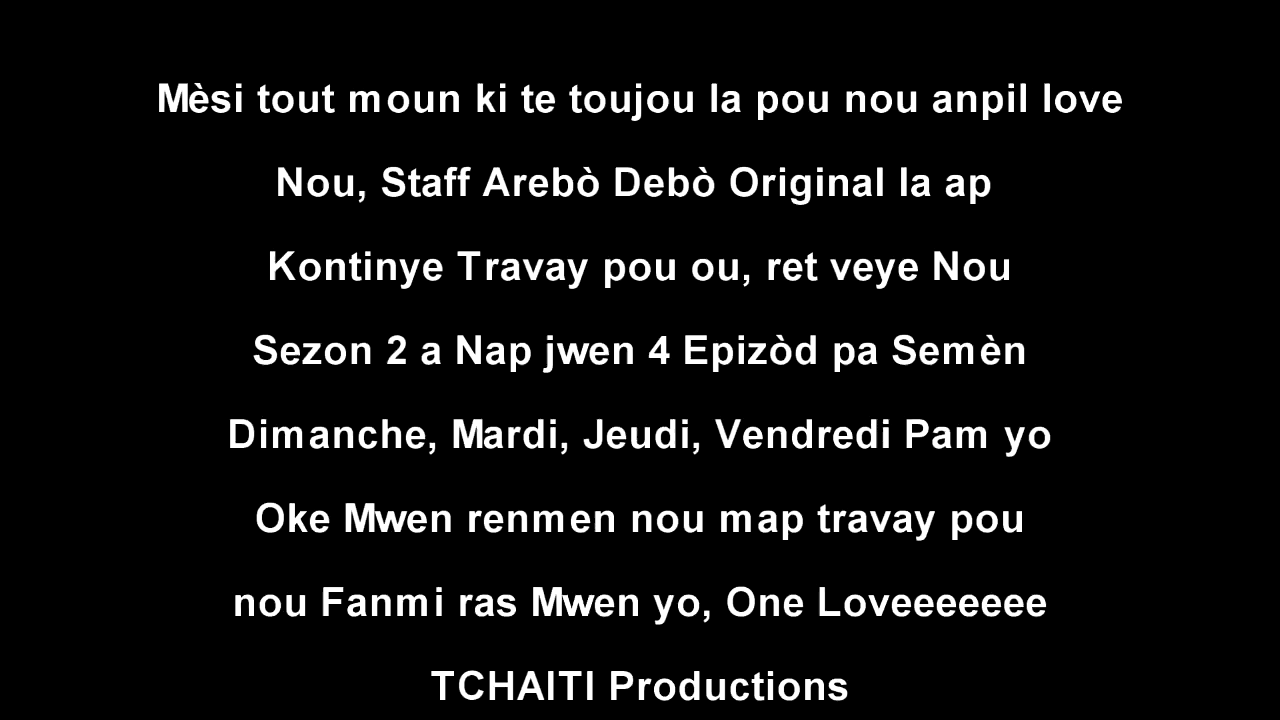 Mèsi tout moun ki te toujou la pou nou anpil love
Nou, Staff Arebò Debò Original la ap
Kontinye Travay pou ou, ret veye Nou
Sezon 2 a Nap jwen 4 Epizòd pa Semèn
Dimanche, Mardi, Jeudi, Vendredi Pam yo
Oke Mwen renmen nou map travay pou
nou Fanmi ras Mwen yo, One Loveeeeeee
TCHAITI Productions